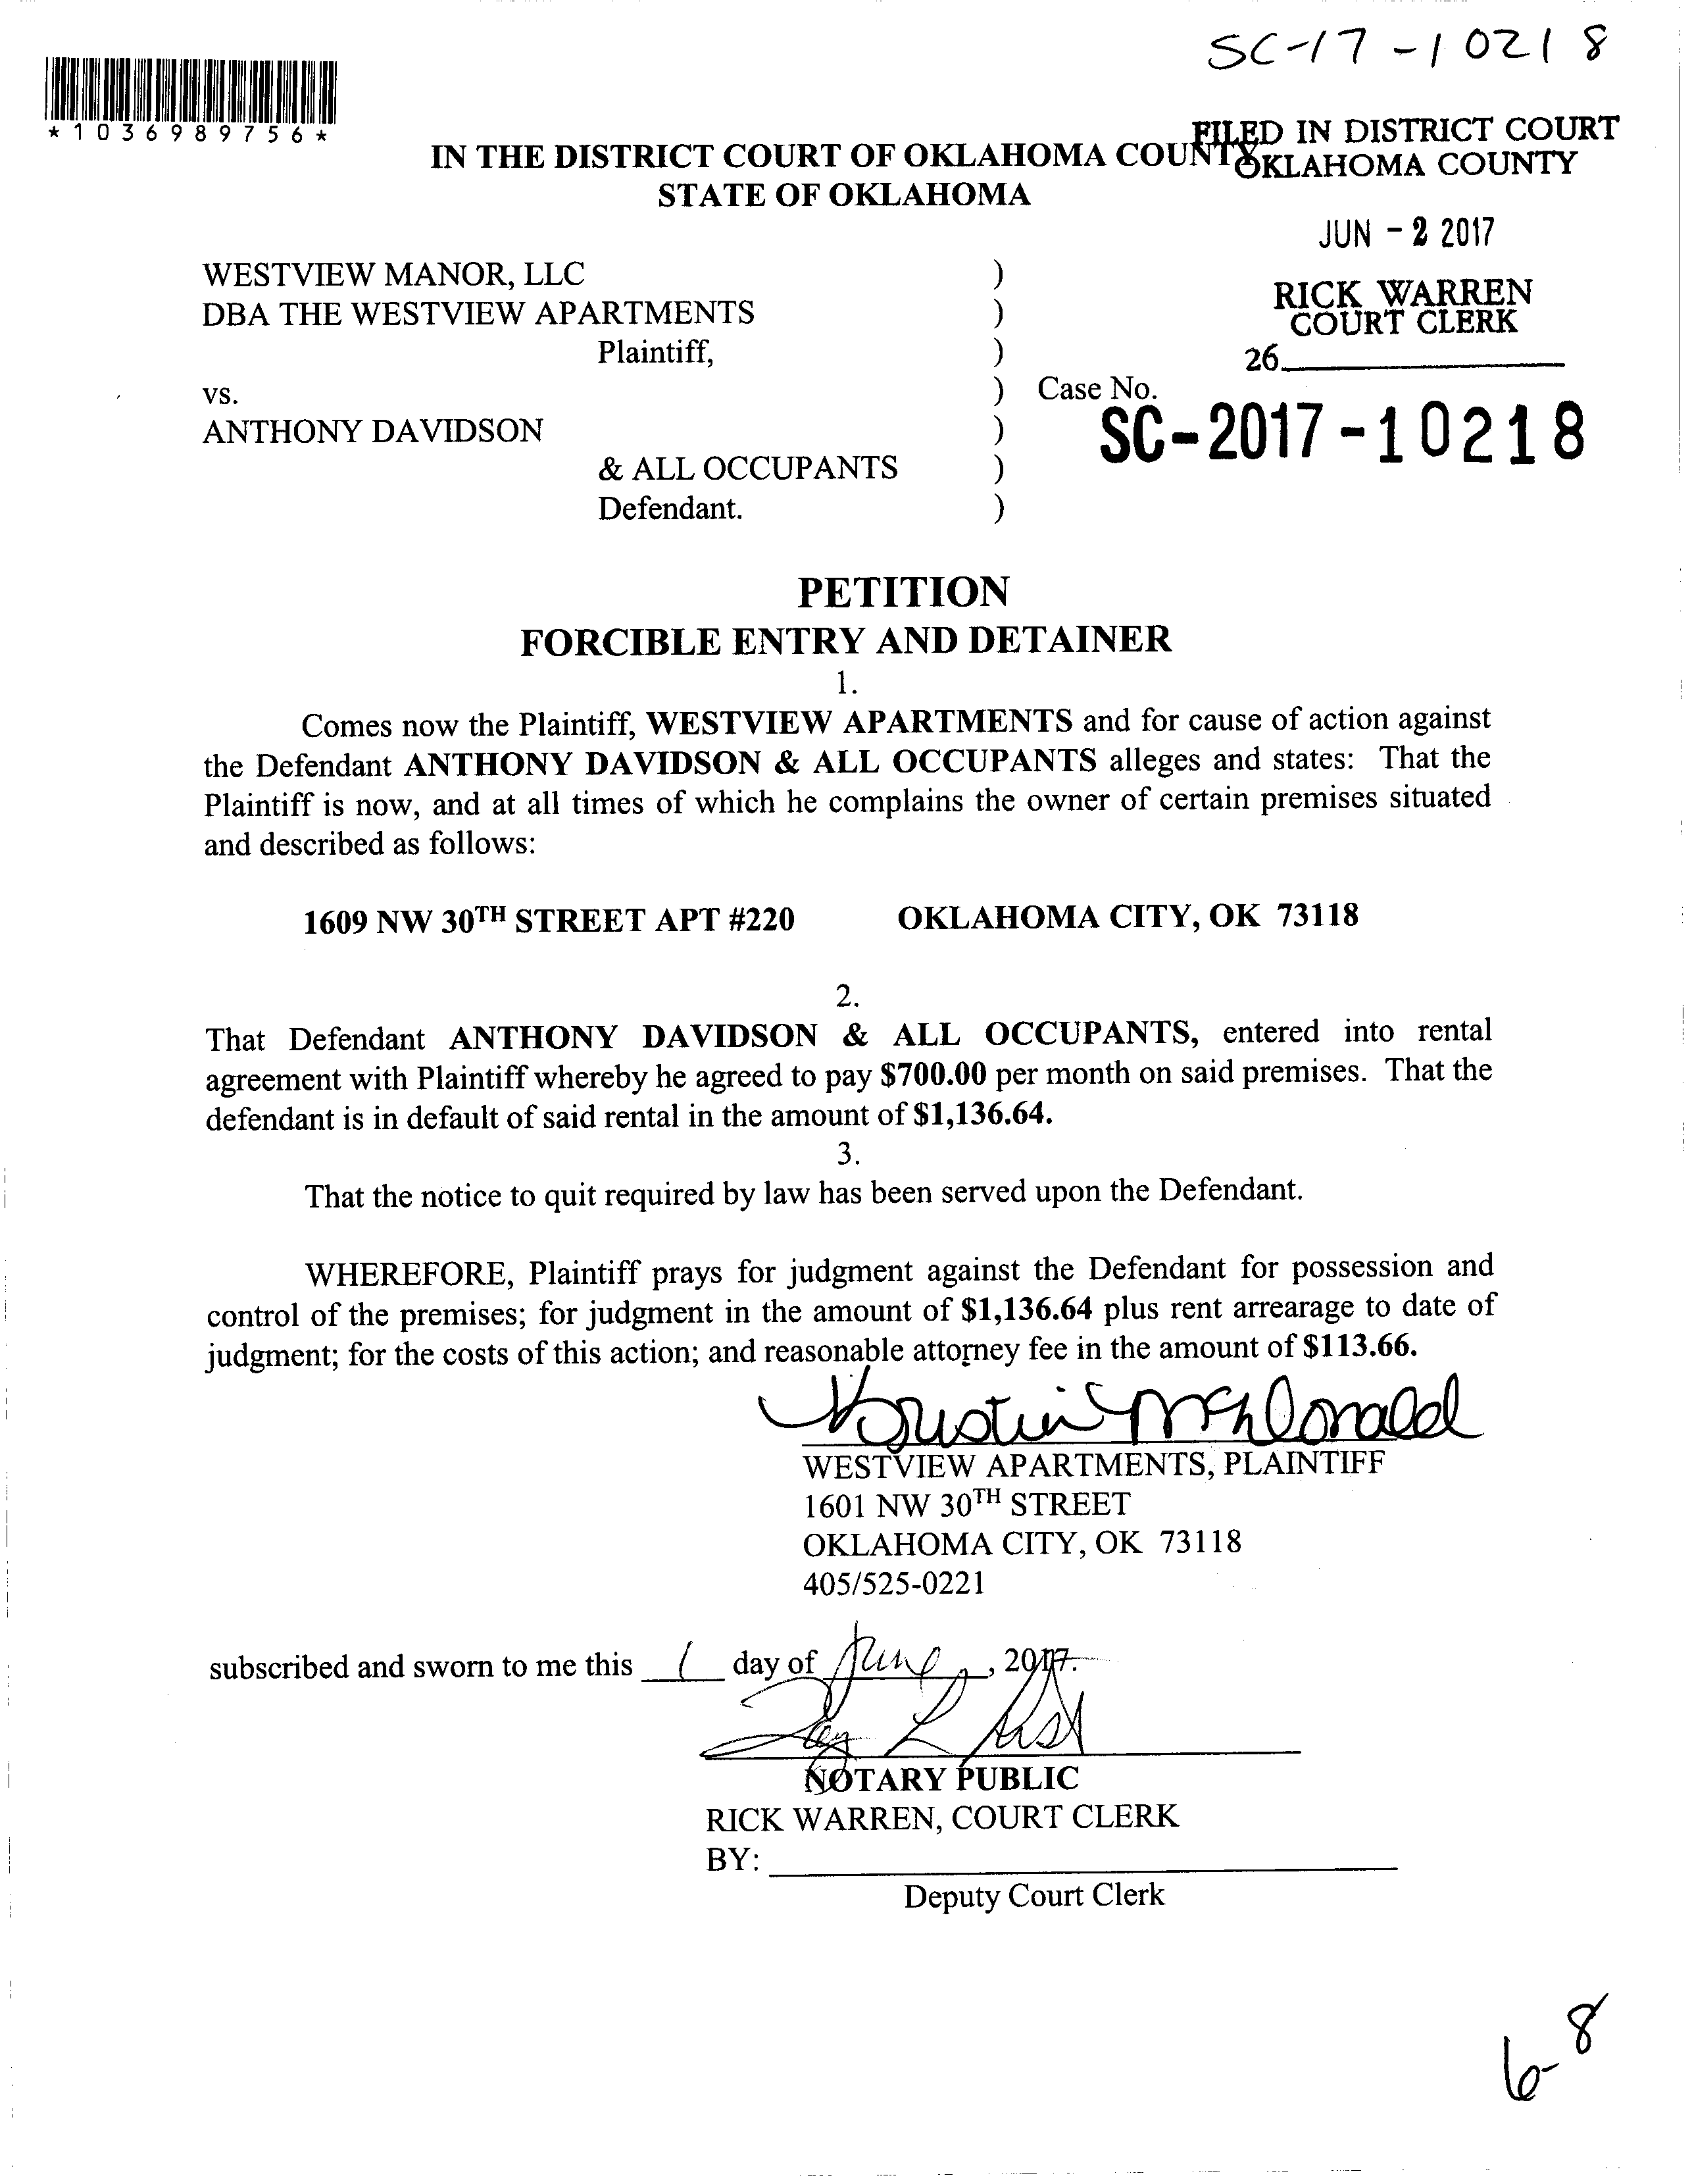 SC-17-10218
*1036989756*
FILED IN DISTRICT COURT
OKLAHOMA COUNTY
IN THE DISTRICT COURT OF OKLAHOMA COUNTY
STATE OF OKLAHOMA
JUN - 2 2017
RICK WARREN
COURT CLERK
26
WESTVIEW MANOR, LLC )
DBA THE WESTVIEW APARTMENTS )
Plaintiff, )
vs. ) Case No.
ANTHONY DAVIDSON ) SC-2017-10218
& ALL OCCUPANTS )
Defendant. )
PETITION
FORCIBLE ENTRY AND DETAINER
1.
Comes now the Plaintiff, WESTVIEW APARTMENTS and for cause of action against
the Defendant ANTHONY DAVIDSON & ALL OCCUPANTS alleges and states: That the
Plaintiff is now, and at all times of which he complains the owner of certain premises situated
and described as follows:
1609 NW 30TH STREET APT #220 OKLAHOMA CITY, OK 73118
2.
That Defendant ANTHONY DAVIDSON & ALL OCCUPANTS, entered into rental
agreement with Plaintiff whereby he agreed to pay $700.00 per month on said premises. That the
defendant is in default of said rental in the amount of $1,136.64.
3.
That the notice to quit required by law has been served upon the Defendant.
WHEREFORE, Plaintiff prays for judgment against the Defendant for possession and
control of the premises; for judgment in the amount of $1,136.64 plus rent arrearage to date of
judgment; for the costs of this action; and reasonable attorney fee in the amount of $113.66.
Kristin McDonald
WESTVIEW APARTMENTS, PLAINTIFF
1601 NW 30TH STREET
OKLAHOMA CITY, OK 73118
405/525-0221
subscribed and sworn to me this 1 day of June, 2017.
NOTARY PUBLIC
RICK WARREN, COURT CLERK
BY:
Deputy Court Clerk
6-8